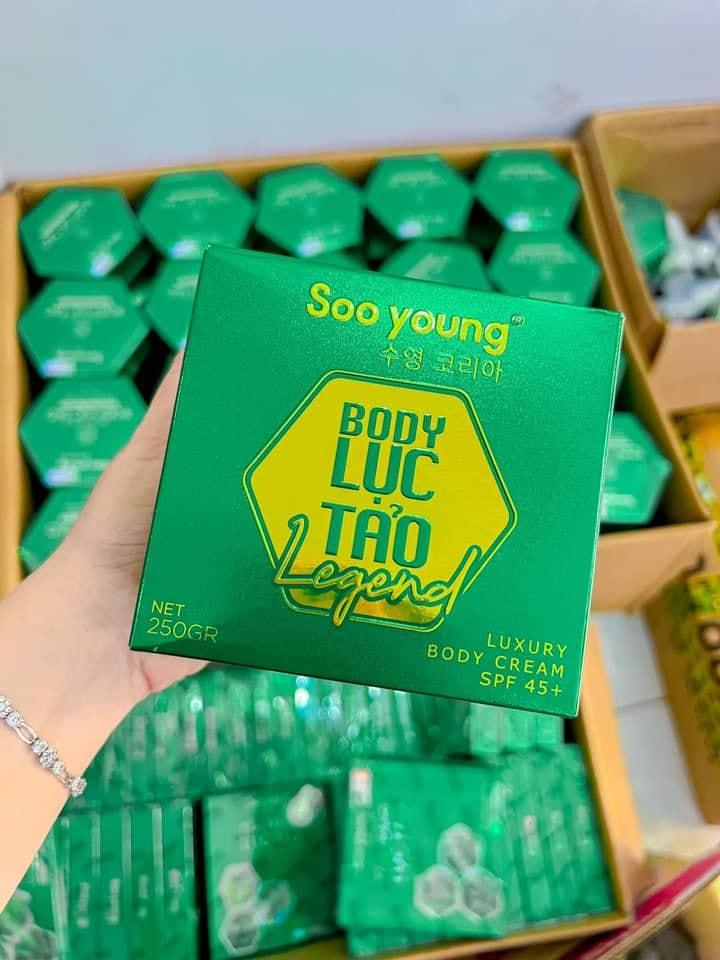 Soo young®
수영 코리아
BODY
LỤC
TẢO
Legend
NET
250GR
LUXURY
BODY CREAM
SPF 45+